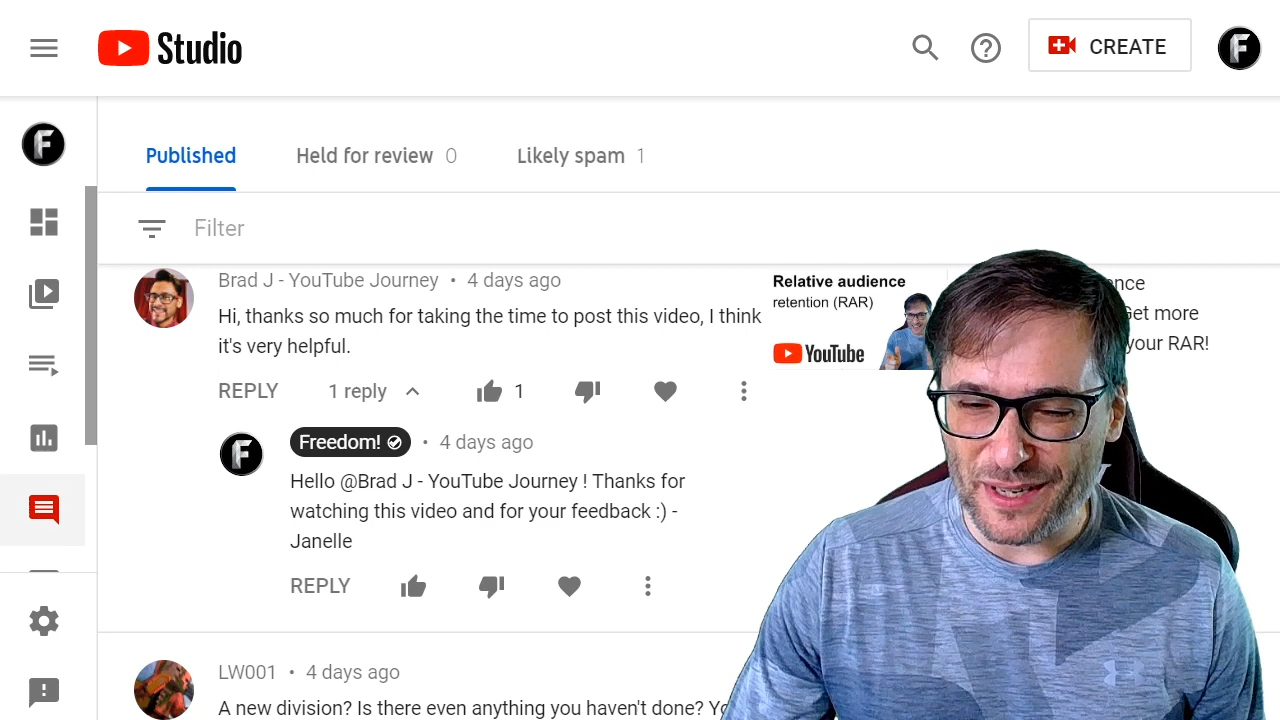 Studio
CREATE
Published
Held for review 0
Likely spam 1
Filter
Brad J - YouTube Journey • 4 days ago
Hi, thanks so much for taking the time to post this video, I think
it's very helpful.
REPLY 1 reply 1
Relative audience
retention (RAR)
YouTube
Get more
your RAR!
Freedom! • 4 days ago
Hello @Brad J - YouTube Journey ! Thanks for
watching this video and for your feedback :) -
Janelle
REPLY
LW001 • 4 days ago
A new division? Is there even anything you haven't done?